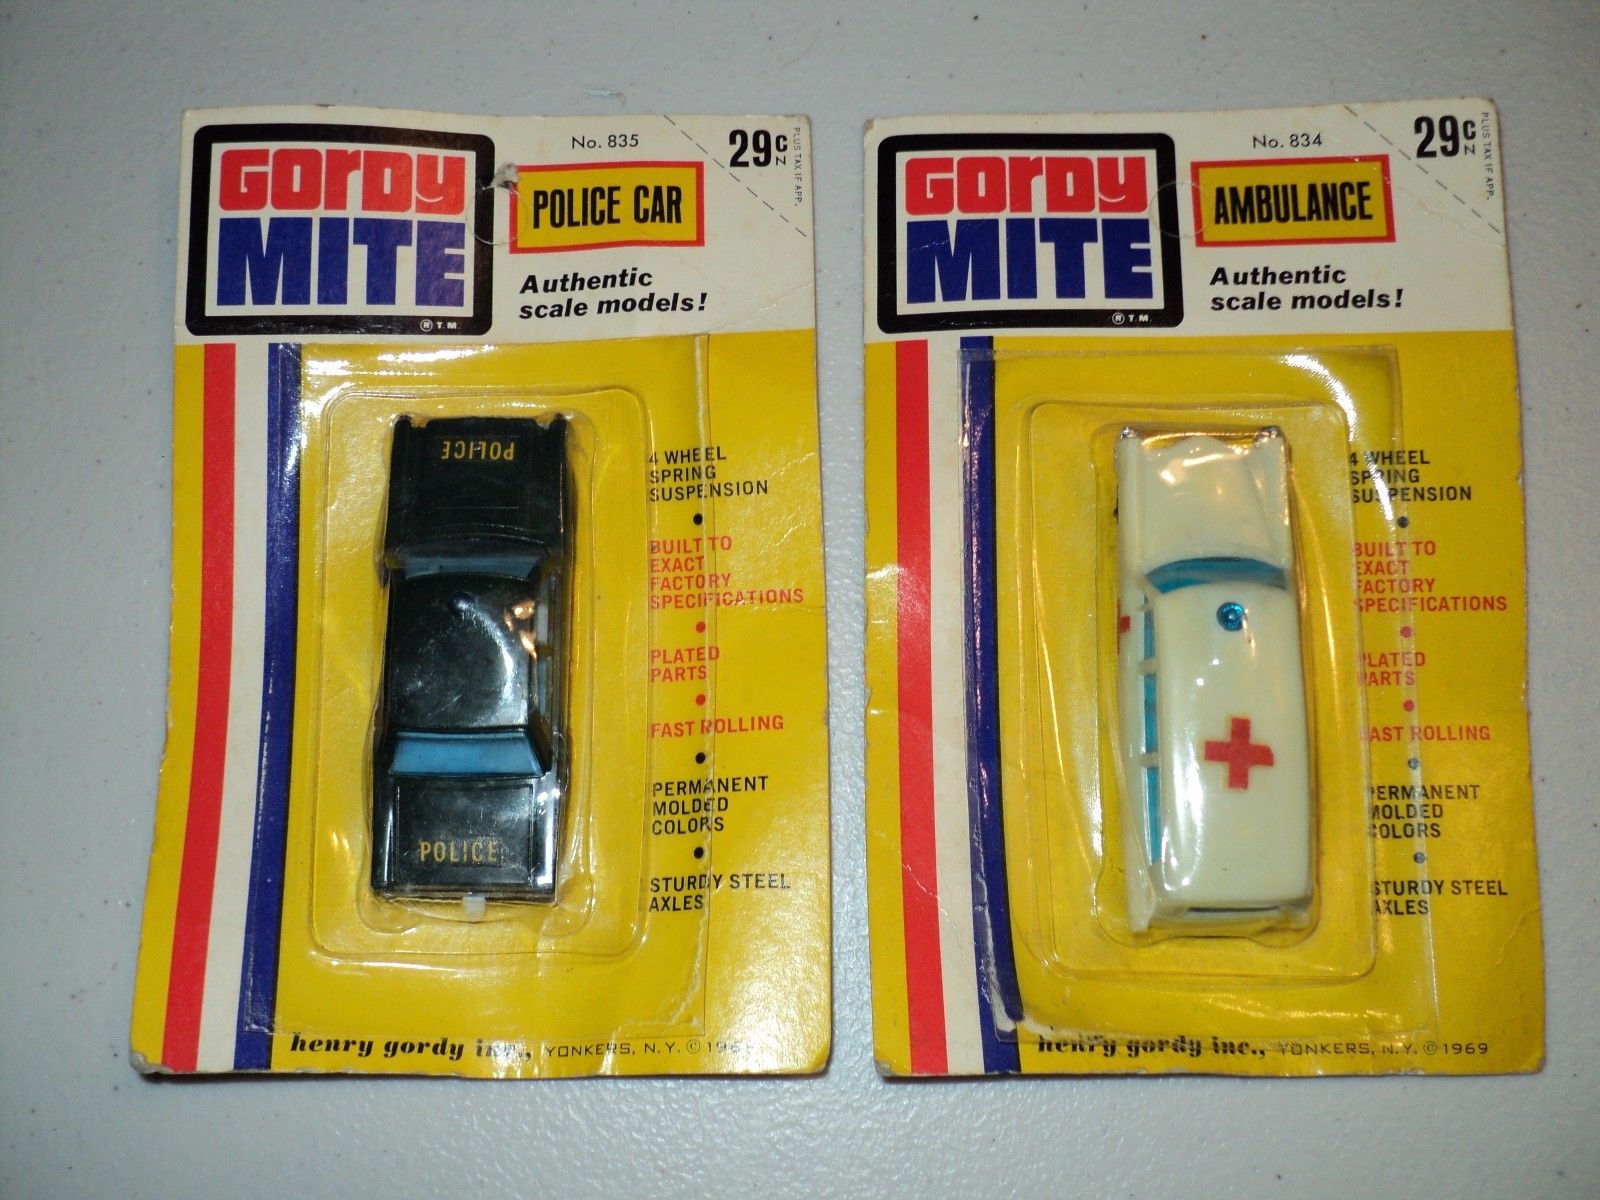 GORDY
MITE
® T.M.
No. 835
29¢
Z
PLUS TAX IF APP.
POLICE CAR
Authentic
scale models!
POLICE
POLICE
4 WHEEL
SPRING
SUSPENSION
BUILT TO
EXACT
FACTORY
SPECIFICATIONS
PLATED
PARTS
FAST ROLLING
PERMANENT
MOLDED
COLORS
STURDY STEEL
AXLES
henry gordy inc., YONKERS, N.Y. ©
GORDY
MITE
® T.M.
No. 834
29¢
Z
PLUS TAX IF APP.
AMBULANCE
Authentic
scale models!
4 WHEEL
SPRING
SUSPENSION
BUILT TO
EXACT
FACTORY
SPECIFICATIONS
PLATED
PARTS
FAST ROLLING
PERMANENT
MOLDED
COLORS
STURDY STEEL
AXLES
henry gordy inc., YONKERS, N.Y. ©1969